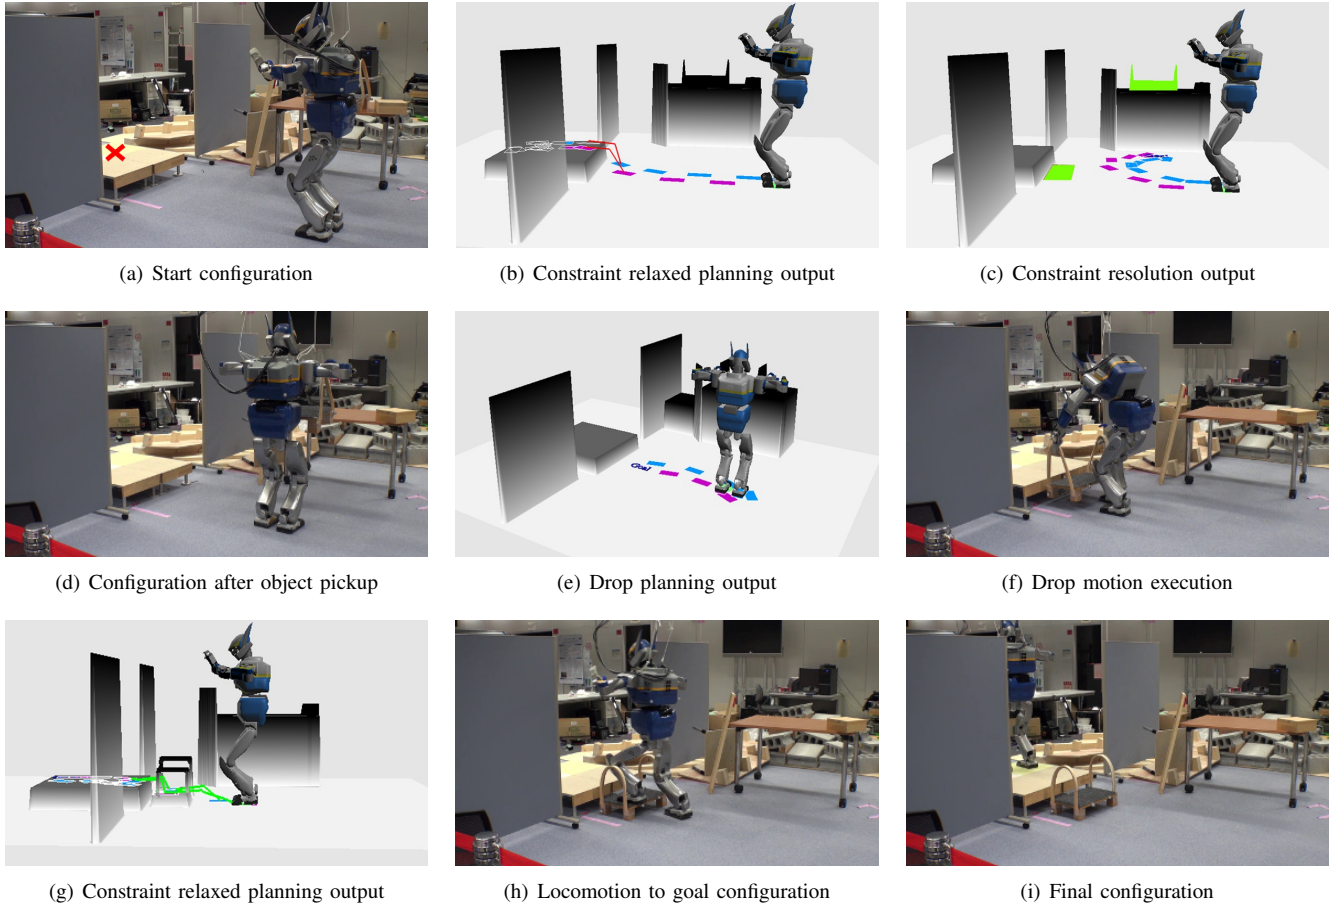 (a) Start configuration
(b) Constraint relaxed planning output
(c) Constraint resolution output
Goal
(d) Configuration after object pickup
(e) Drop planning output
(f) Drop motion execution
(g) Constraint relaxed planning output
(h) Locomotion to goal configuration
(i) Final configuration